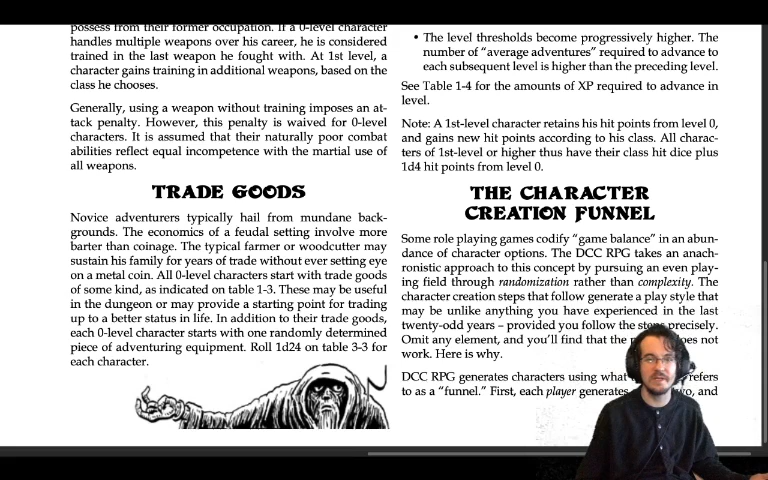 possess from their former occupation. If a 0-level character
handles multiple weapons over his career, he is considered
trained in the last weapon he fought with. At 1st level, a
character gains training in additional weapons, based on the
class he chooses.
Generally, using a weapon without training imposes an at-
tack penalty. However, this penalty is waived for 0-level
characters. It is assumed that their naturally poor combat
abilities reflect equal incompetence with the martial use of
all weapons.
TRADE GOODS
Novice adventurers typically hail from mundane back-
grounds. The economics of a feudal setting involve more
barter than coinage. The typical farmer or woodcutter may
sustain his family for years of trade without ever setting eye
on a metal coin. All 0-level characters start with trade goods
of some kind, as indicated on table 1-3. These may be useful
in the dungeon or may provide a starting point for trading
up to a better status in life. In addition to their trade goods,
each 0-level character starts with one randomly determined
piece of adventuring equipment. Roll 1d24 on table 3-3 for
each character.
• The level thresholds become progressively higher. The
number of “average adventures” required to advance to
each subsequent level is higher than the preceding level.
See Table 1-4 for the amounts of XP required to advance in
level.
Note: A 1st-level character retains his hit points from level 0,
and gains new hit points according to his class. All charac-
ters of 1st-level or higher thus have their class hit dice plus
1d4 hit points from level 0.
THE CHARACTER
CREATION FUNNEL
Some role playing games codify “game balance” in an abun-
dance of character options. The DCC RPG takes an anach-
ronistic approach to this concept by pursuing an even play-
ing field through randomization rather than complexity. The
character creation steps that follow generate a play style that
may be unlike anything you have experienced in the last
twenty-odd years – provided you follow the steps precisely.
Omit any element, and you’ll find that the does not
work. Here is why.
DCC RPG generates characters using what refers
to as a “funnel.” First, each player generates two, and